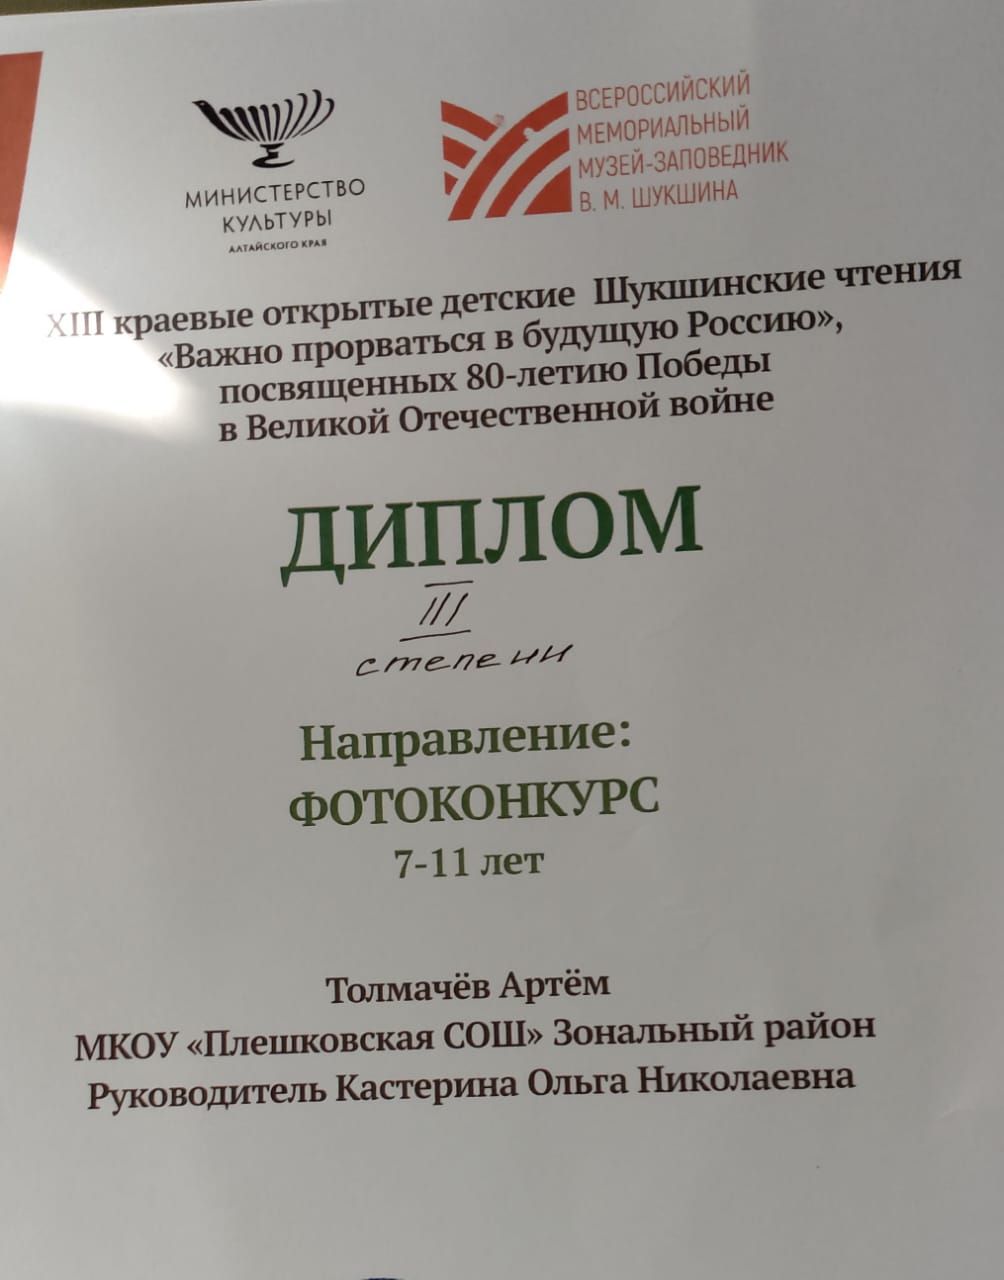 МИНИСТЕРСТВО
КУЛЬТУРЫ
АЛТАЙСКОГО КРАЯ
ВСЕРОССИЙСКИЙ
МЕМОРИАЛЬНЫЙ
МУЗЕЙ-ЗАПОВЕДНИК
В. М. ШУКШИНА
XIII краевые открытые детские Шукшинские чтения
«Важно прорваться в будущую Россию»,
посвященных 80-летию Победы
в Великой Отечественной войне
ДИПЛОМ
III
степени
Направление:
ФОТОКОНКУРС
7-11 лет
Толмачёв Артём
МКОУ «Плешковская СОШ» Зональный район
Руководитель Кастерина Ольга Николаевна